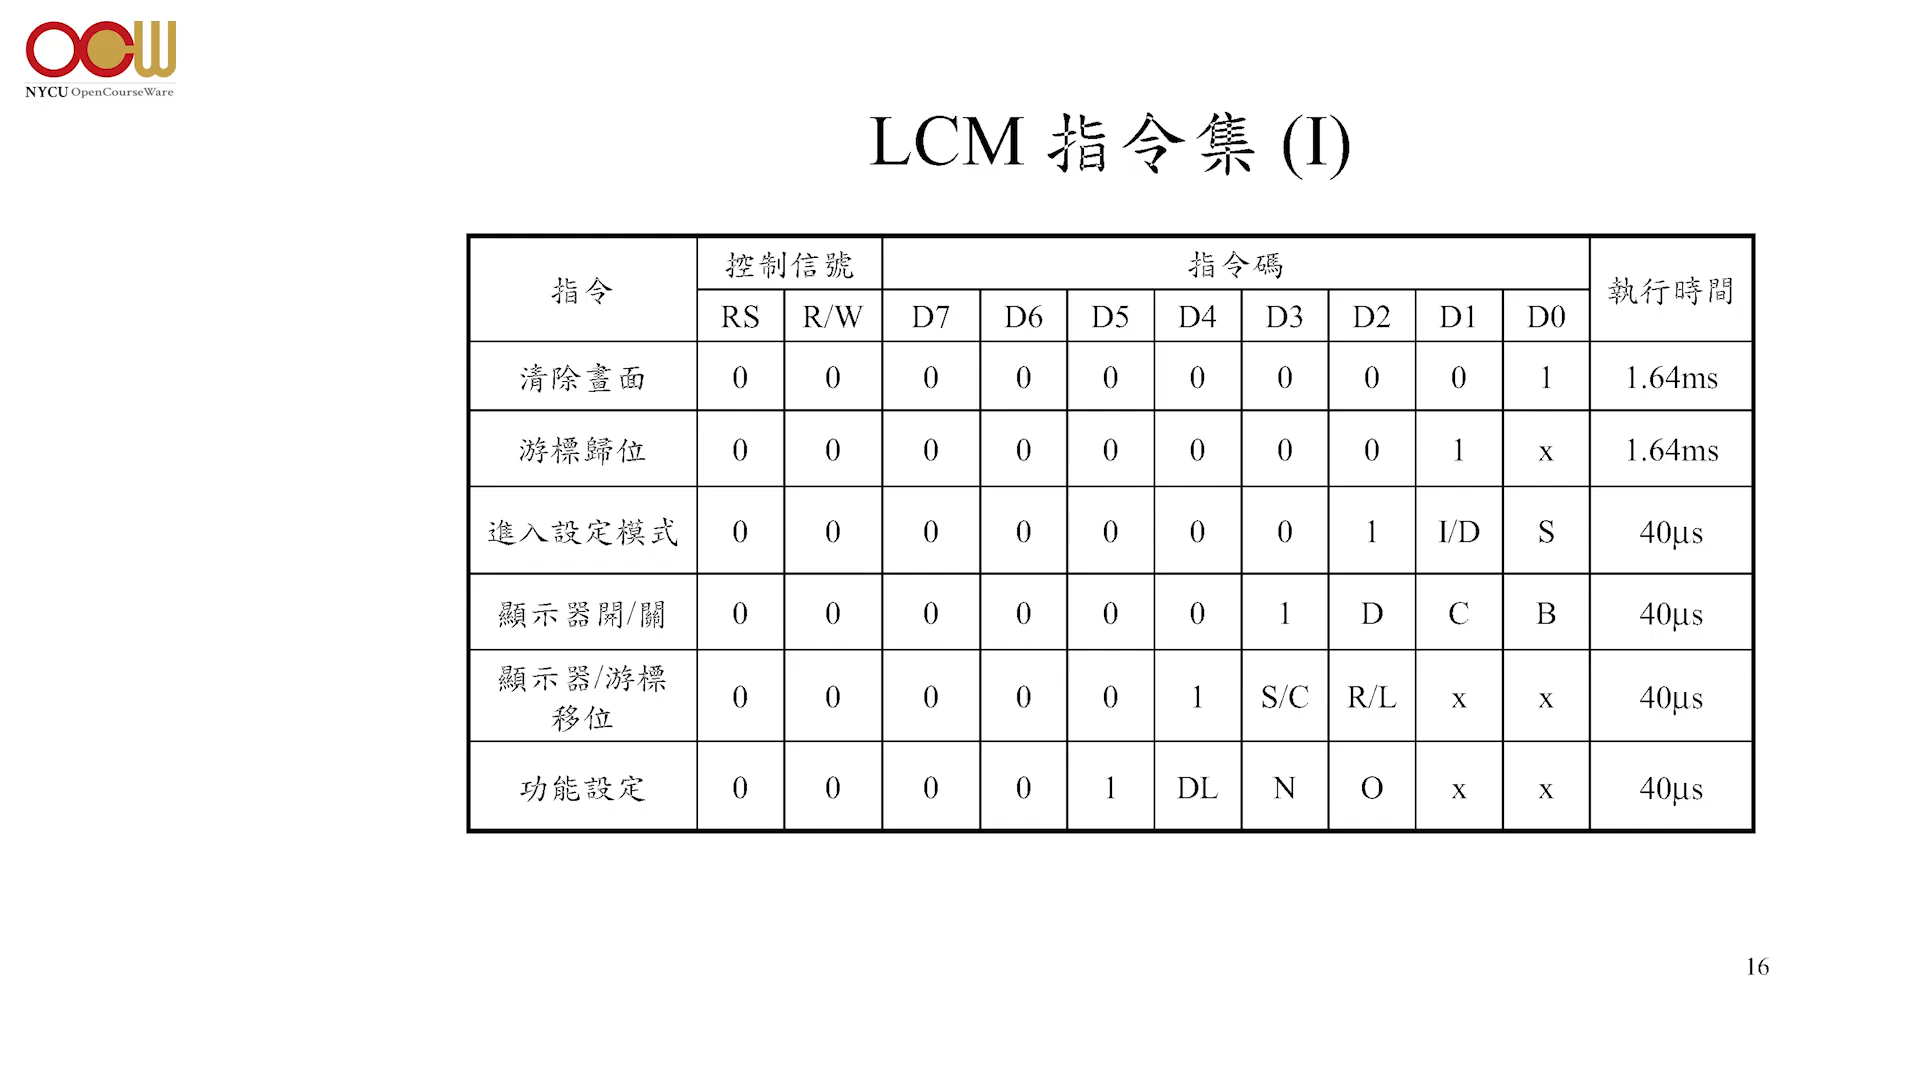 OCW
NYCU OpenCourseWare
LCM 指令集 (I)
指令 控制信號 指令碼 執行時間
RS R/W D7 D6 D5 D4 D3 D2 D1 D0
清除畫面 0 0 0 0 0 0 0 0 0 1 1.64ms
游標歸位 0 0 0 0 0 0 0 0 1 x 1.64ms
進入設定模式 0 0 0 0 0 0 0 1 I/D S 40μs
顯示器開/關 0 0 0 0 0 0 1 D C B 40μs
顯示器/游標
移位 0 0 0 0 0 1 S/C R/L x x 40μs
功能設定 0 0 0 0 1 DL N O x x 40μs
16